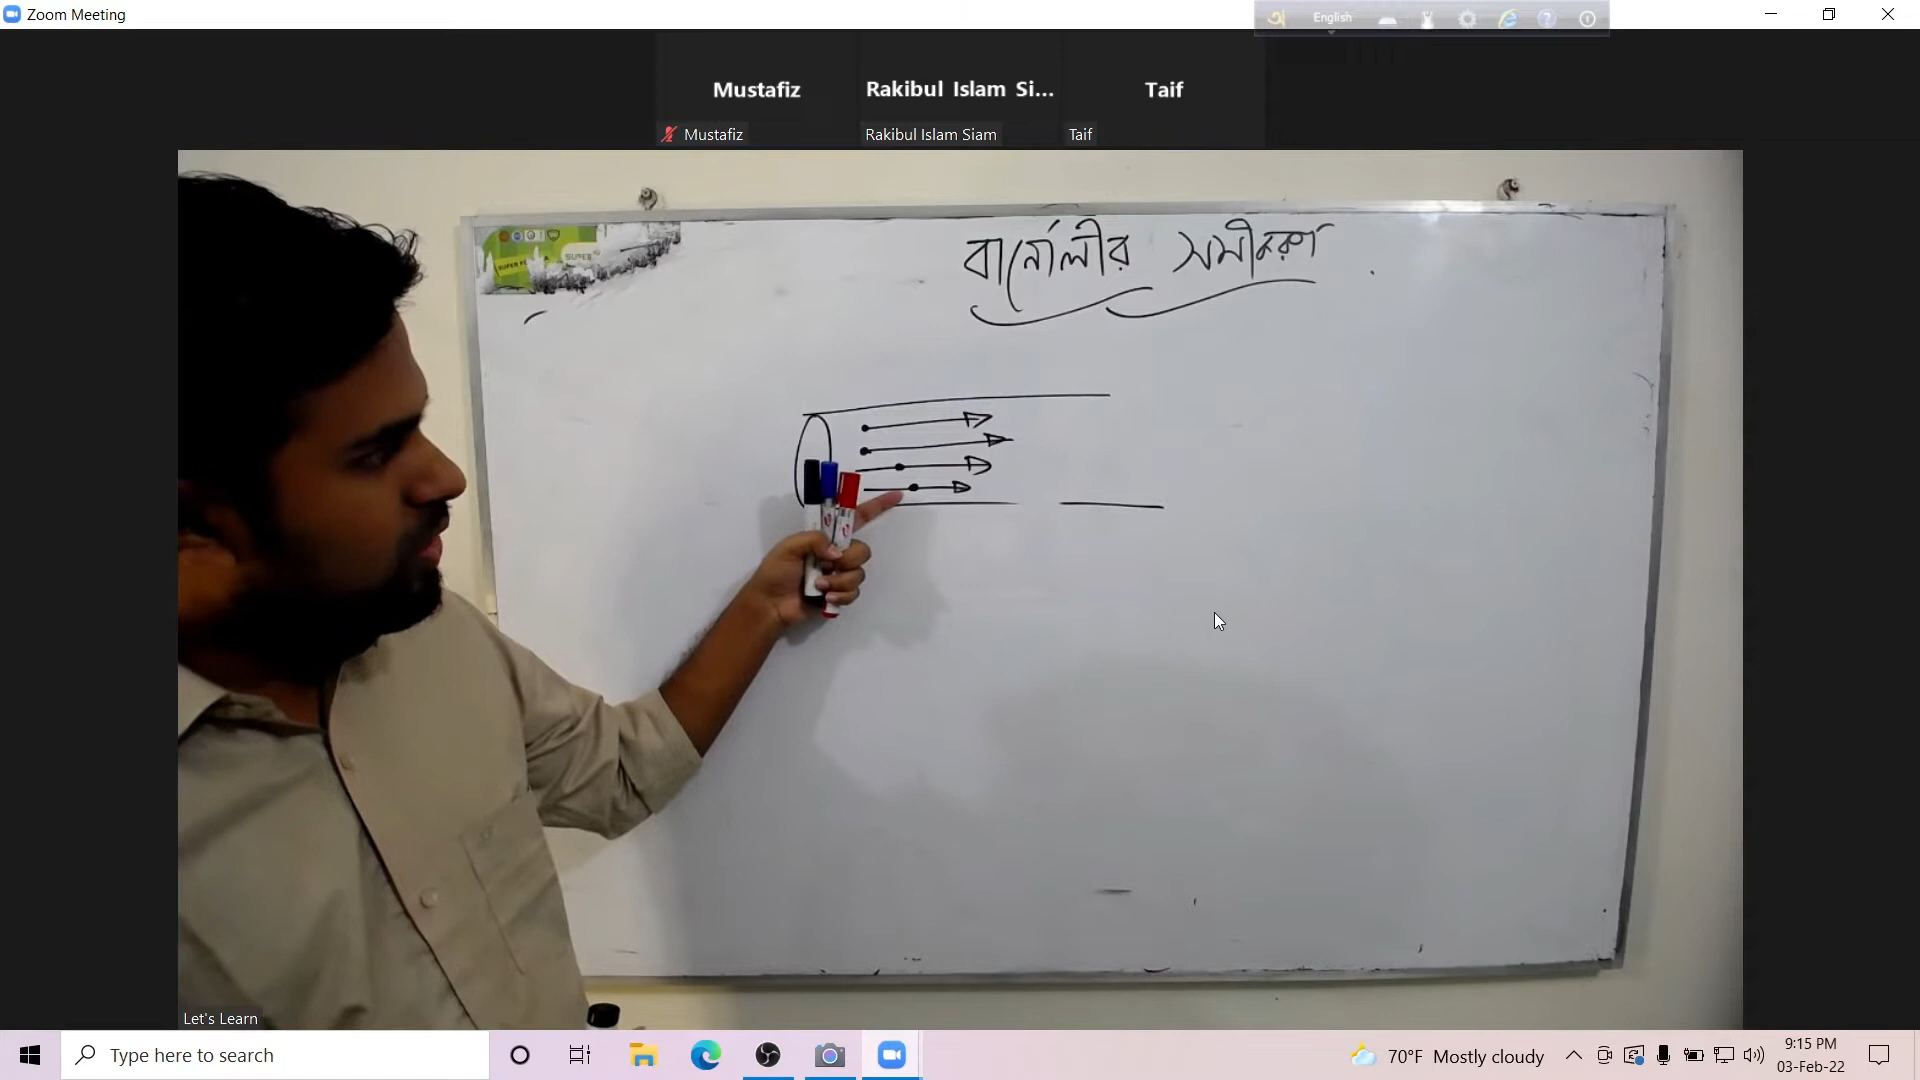 Zoom Meeting
English
Mustafiz
Rakibul Islam Si...
Taif
Mustafiz
Rakibul Islam Siam
Taif
বার্নোলীর সমীকরণ
SUPER
Let's Learn
Type here to search
70°F Mostly cloudy
9:15 PM
03-Feb-22